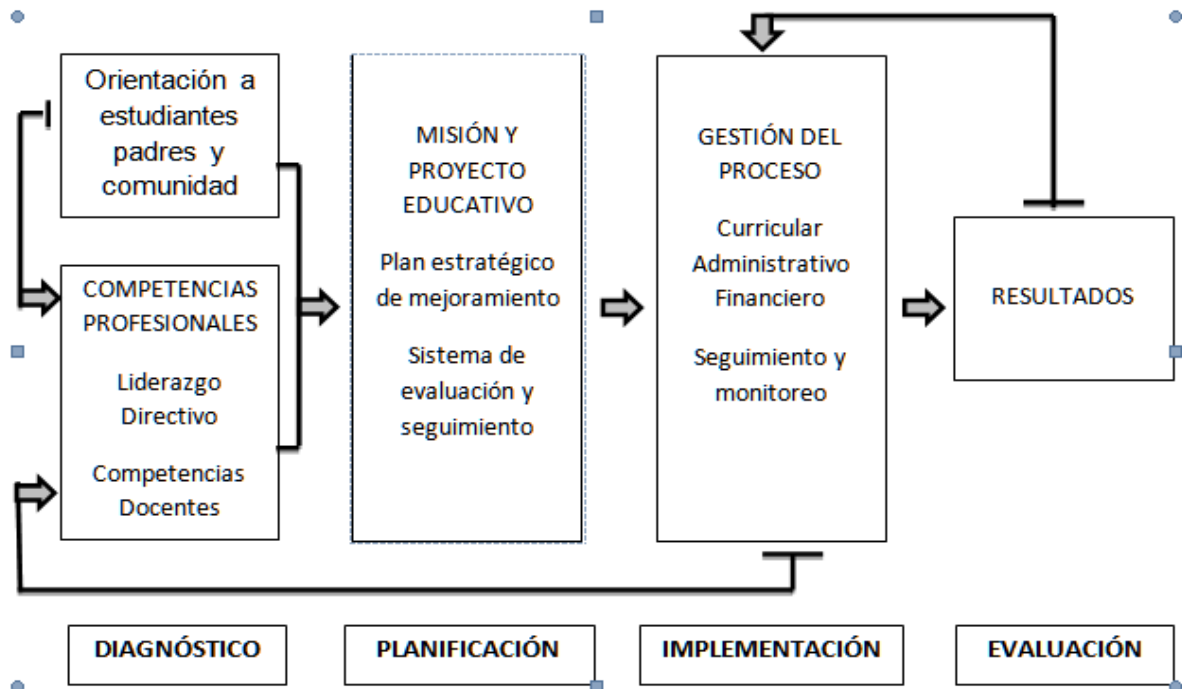 Orientación a
estudiantes
padres y
comunidad
COMPETENCIAS
PROFESIONALES
Liderazgo
Directivo
Competencias
Docentes
MISIÓN Y
PROYECTO
EDUCATIVO
Plan estratégico
de mejoramiento
Sistema de
evaluación y
seguimiento
GESTIÓN DEL
PROCESO
Curricular
Administrativo
Financiero
Seguimiento y
monitoreo
RESULTADOS
DIAGNÓSTICO
PLANIFICACIÓN
IMPLEMENTACIÓN
EVALUACIÓN